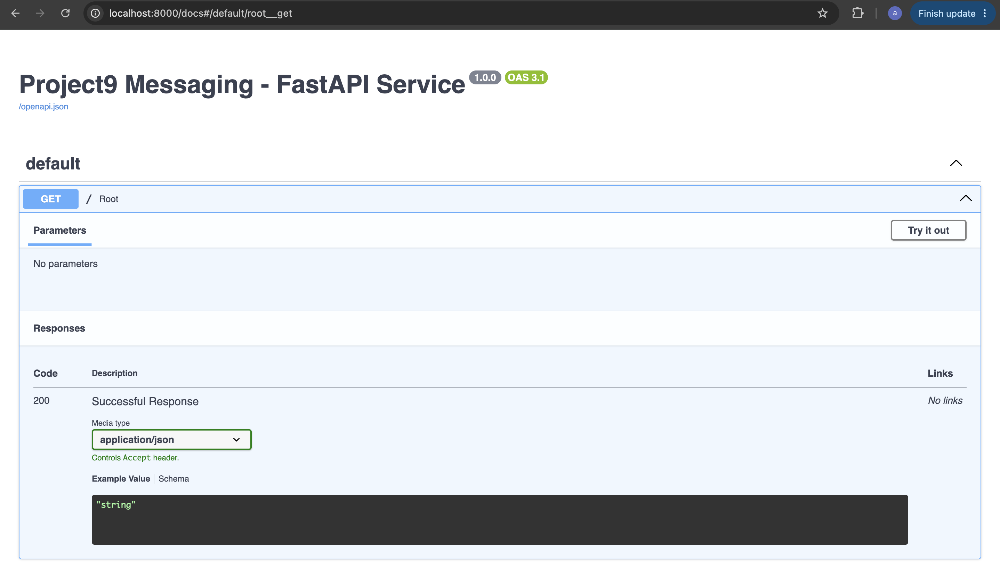 localhost:8000/docs#/default/root__get
a
Finish update
Project9 Messaging - FastAPI Service 1.0.0 OAS 3.1
/openapi.json
default
GET / Root
Parameters
Try it out
No parameters
Responses
Code Description Links
200 Successful Response No links
Media type
application/json
Controls Accept header.
Example Value Schema
"string"